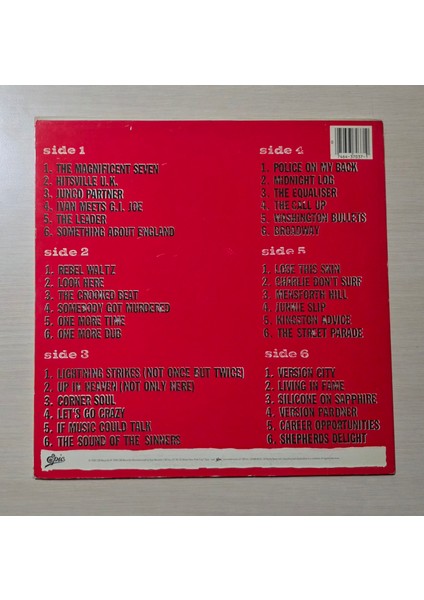 side 1
1. THE MAGNIFICENT SEVEN
2. HITSVILLE U.K.
3. JUNCO PARTNER
4. IVAN MEETS G.I. JOE
5. THE LEADER
6. SOMETHING ABOUT ENGLAND
side 2
1. REBEL WALTZ
2. LOOK HERE
3. THE CROOKED BEAT
4. SOMEBODY GOT MURDERED
5. ONE MORE TIME
6. ONE MORE DUB
side 3
1. LIGHTNING STRIKES (NOT ONCE BUT TWICE)
2. UP IN HEAVEN (NOT ONLY HERE)
3. CORNER SOUL
4. LET'S GO CRAZY
5. IF MUSIC COULD TALK
6. THE SOUND OF THE SINNERS
side 4
1. POLICE ON MY BACK
2. MIDNIGHT LOG
3. THE EQUALISER
4. THE CALL UP
5. WASHINGTON BULLETS
6. BROADWAY
side 5
1. LOSE THIS SKIN
2. CHARLIE DON'T SURF
3. MENSFORTH HILL
4. JUNKIE SLIP
5. KINGSTON ADVICE
6. THE STREET PARADE
side 6
1. VERSION CITY
2. LIVING IN FAME
3. SILICONE ON SAPPHIRE
4. VERSION PARDNER
5. CAREER OPPORTUNITIES
6. SHEPHERDS DELIGHT
Epic